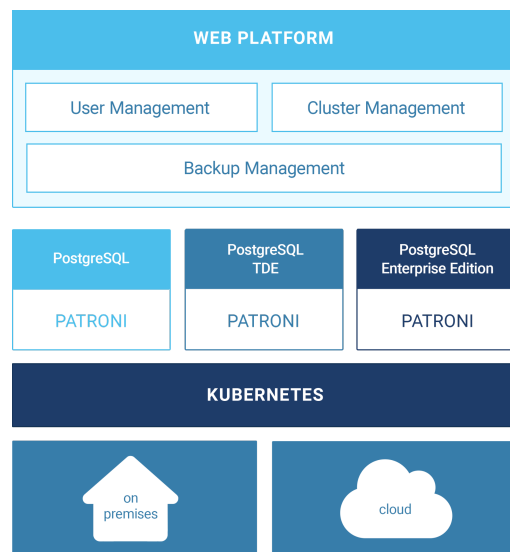 WEB PLATFORM
User Management
Cluster Management
Backup Management
PostgreSQL
PATRONI
PostgreSQL
TDE
PATRONI
PostgreSQL
Enterprise Edition
PATRONI
KUBERNETES
on
premises
cloud